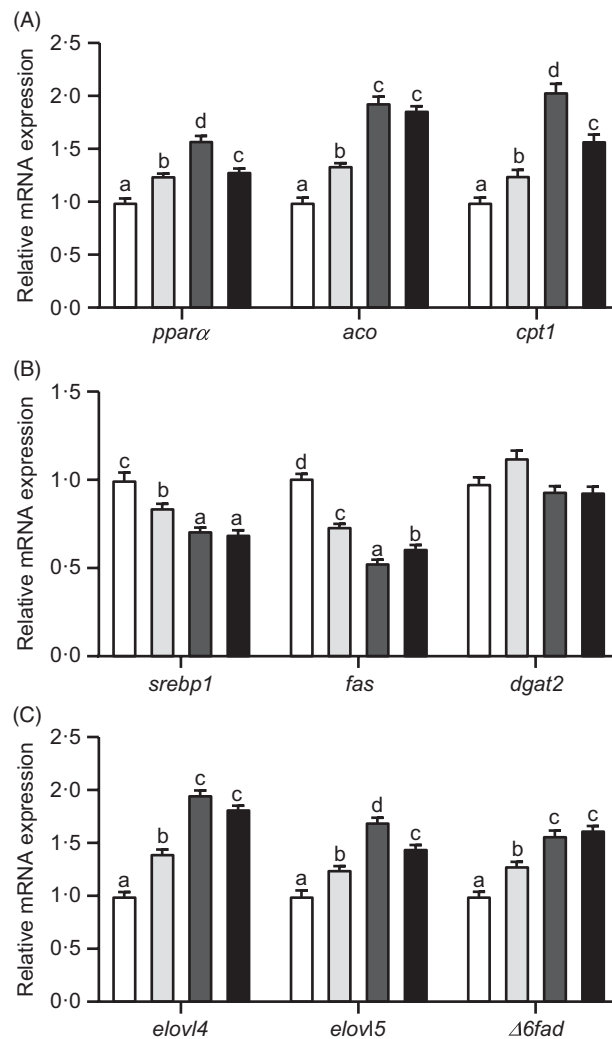 (A)
2·5
2·0
1·5
1·0
0·5
0·0
Relative mRNA expression
a b d c
a b c c
a b d c
pparα aco cpt1
(B)
1·5
1·0
0·5
0·0
Relative mRNA expression
c b a a
d c a b
srebp1 fas dgat2
(C)
2·5
2·0
1·5
1·0
0·5
0·0
Relative mRNA expression
a b c c
a b d c
a b c c
elovl4 elovl5 Δ6fad